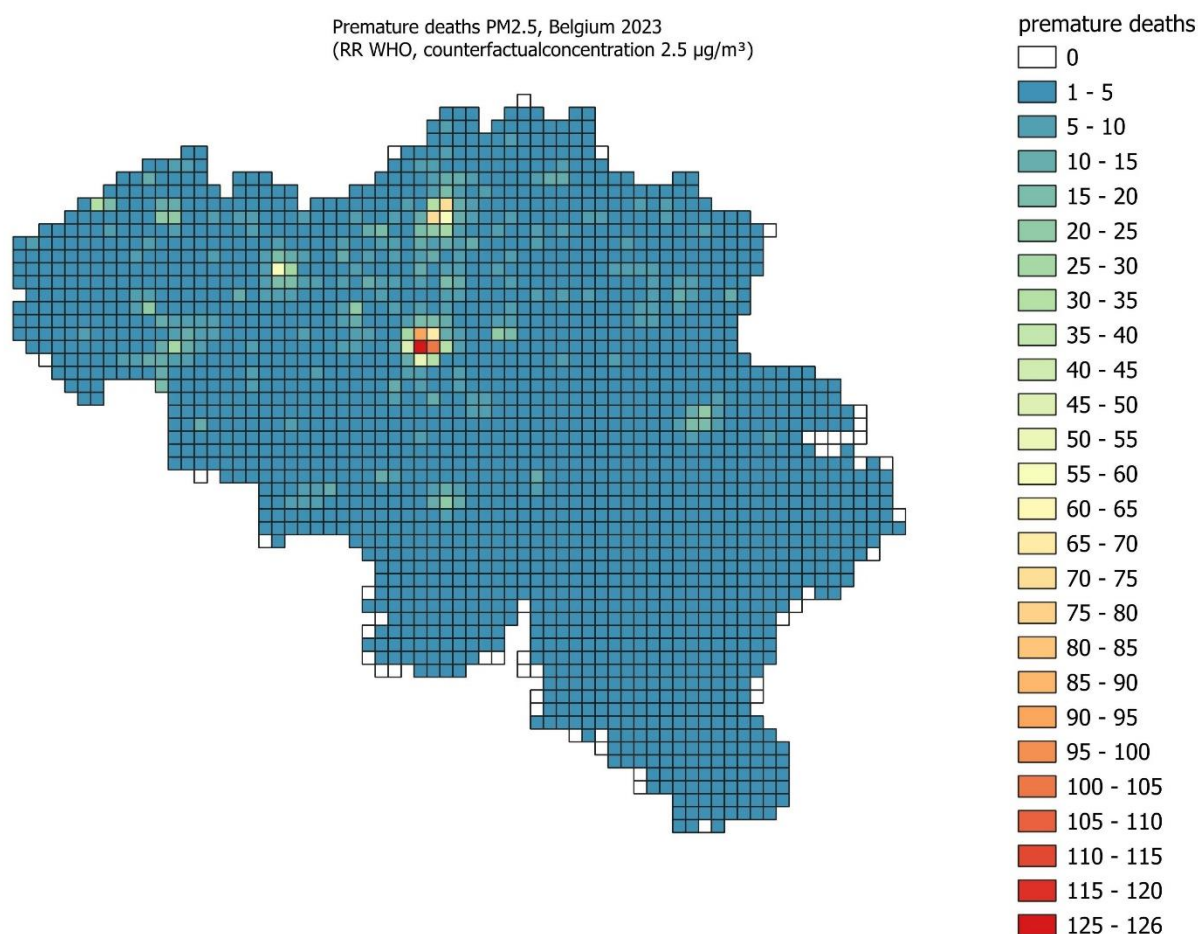 Premature deaths PM2.5, Belgium 2023
(RR WHO, counterfactualconcentration 2.5 µg/m³)
premature deaths
0
1 - 5
5 - 10
10 - 15
15 - 20
20 - 25
25 - 30
30 - 35
35 - 40
40 - 45
45 - 50
50 - 55
55 - 60
60 - 65
65 - 70
70 - 75
75 - 80
80 - 85
85 - 90
90 - 95
95 - 100
100 - 105
105 - 110
110 - 115
115 - 120
125 - 126